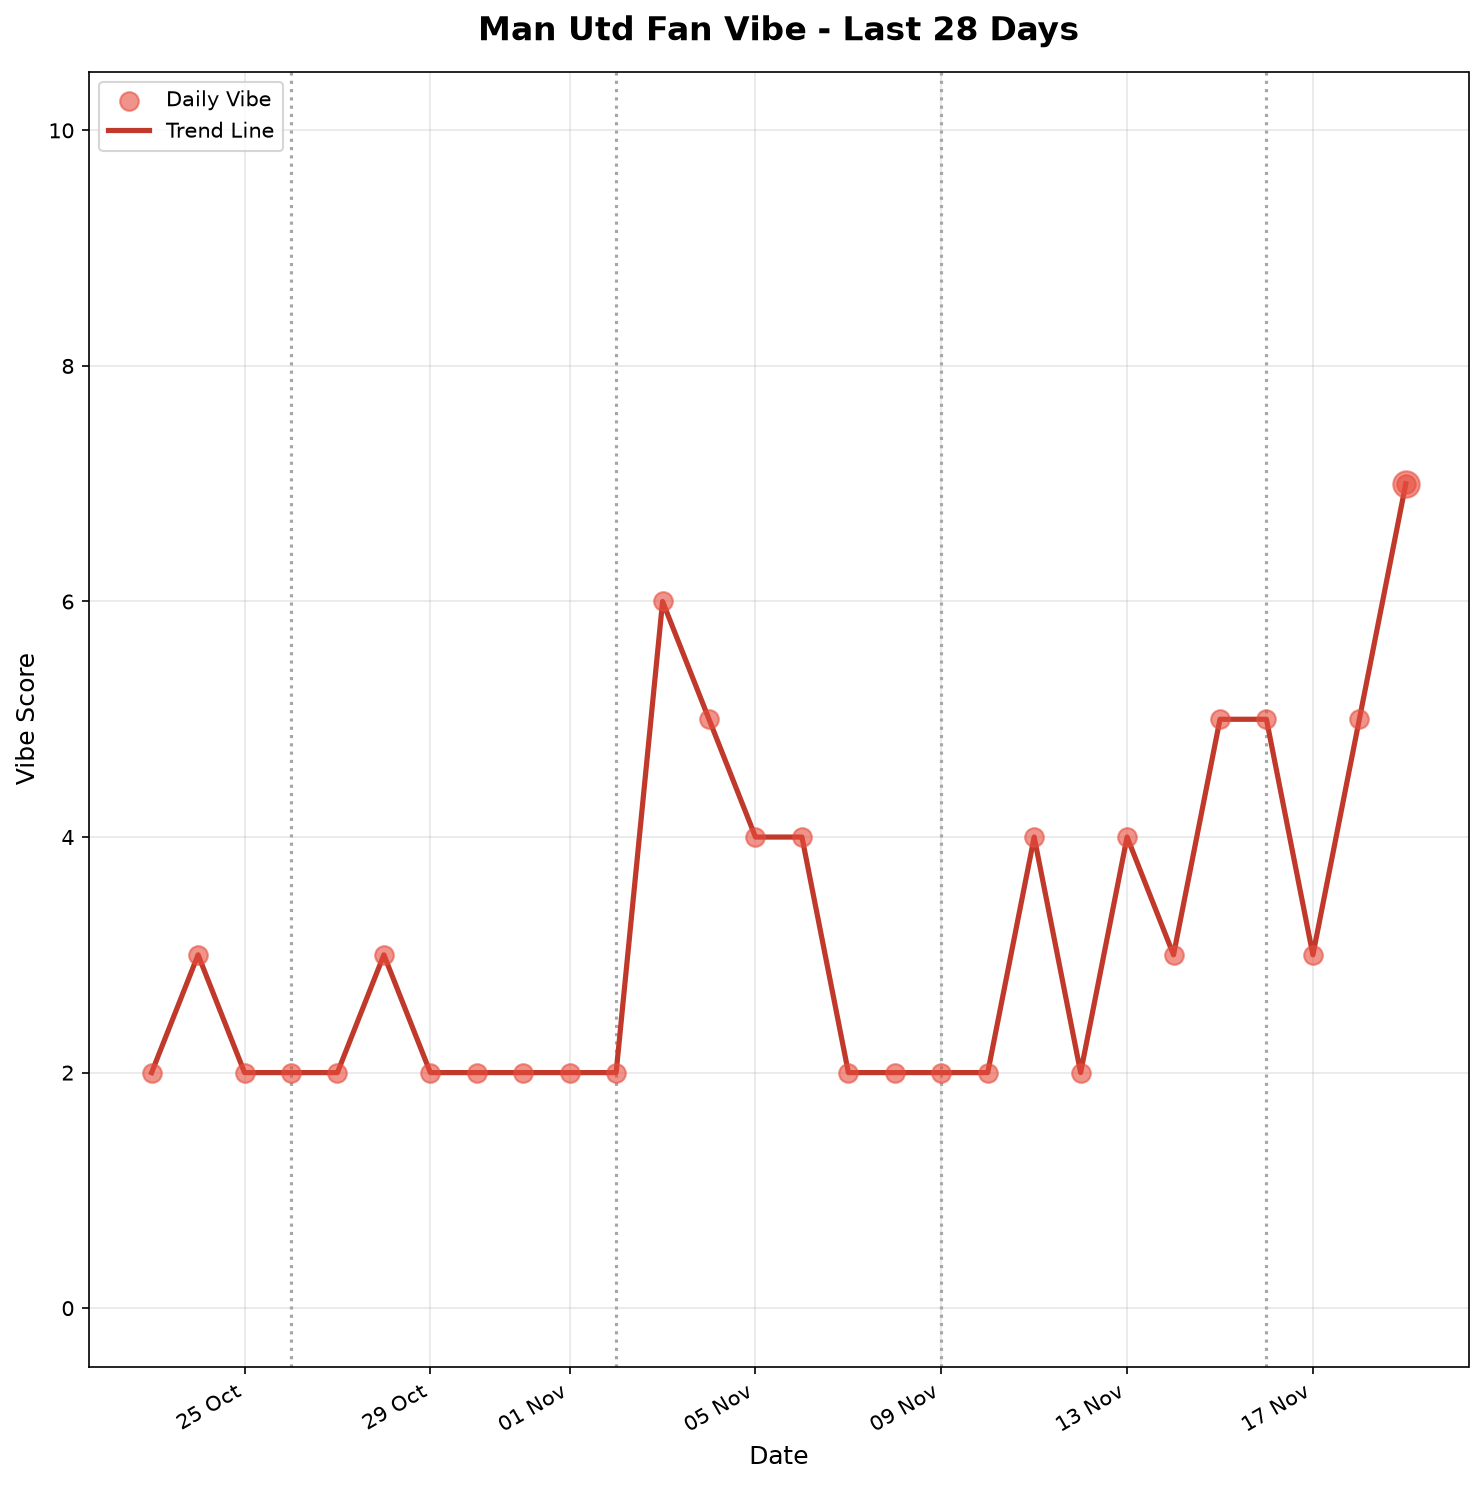 Man Utd Fan Vibe - Last 28 Days
Daily Vibe
Trend Line
10
8
6
4
2
0
Vibe Score
25 Oct
29 Oct
01 Nov
05 Nov
09 Nov
13 Nov
17 Nov
Date